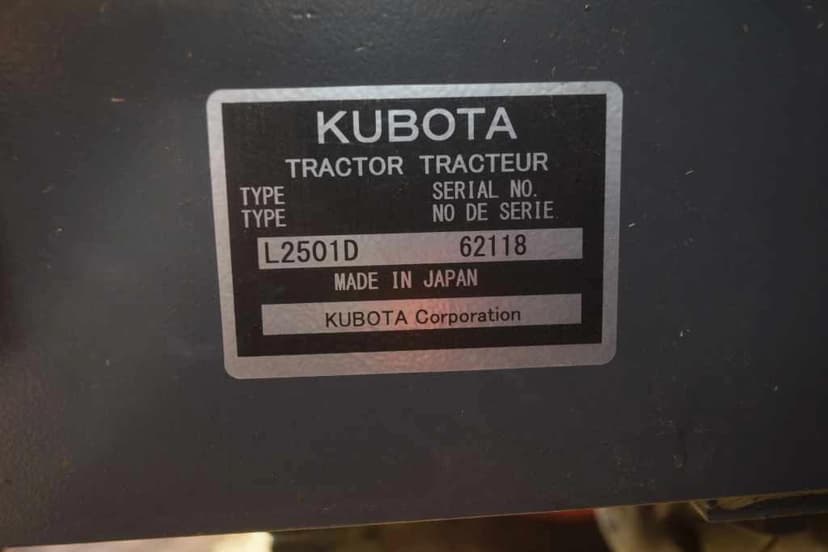 KUBOTA
TRACTOR TRACTEUR
TYPE SERIAL NO.
TYPE NO DE SERIE
L2501D 62118
MADE IN JAPAN
KUBOTA Corporation